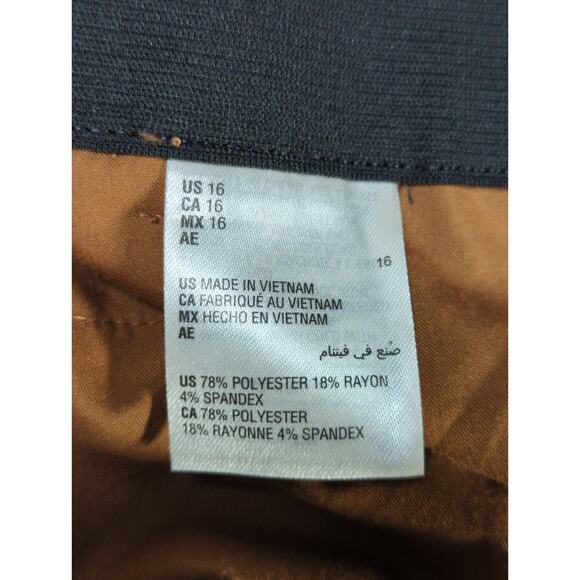 US 16
CA 16
MX 16
AE
16
US MADE IN VIETNAM
CA FABRIQUÉ AU VIETNAM
MX HECHO EN VIETNAM
AE
صُنع في فيتنام
US 78% POLYESTER 18% RAYON
4% SPANDEX
CA 78% POLYESTER
18% RAYONNE 4% SPANDEX